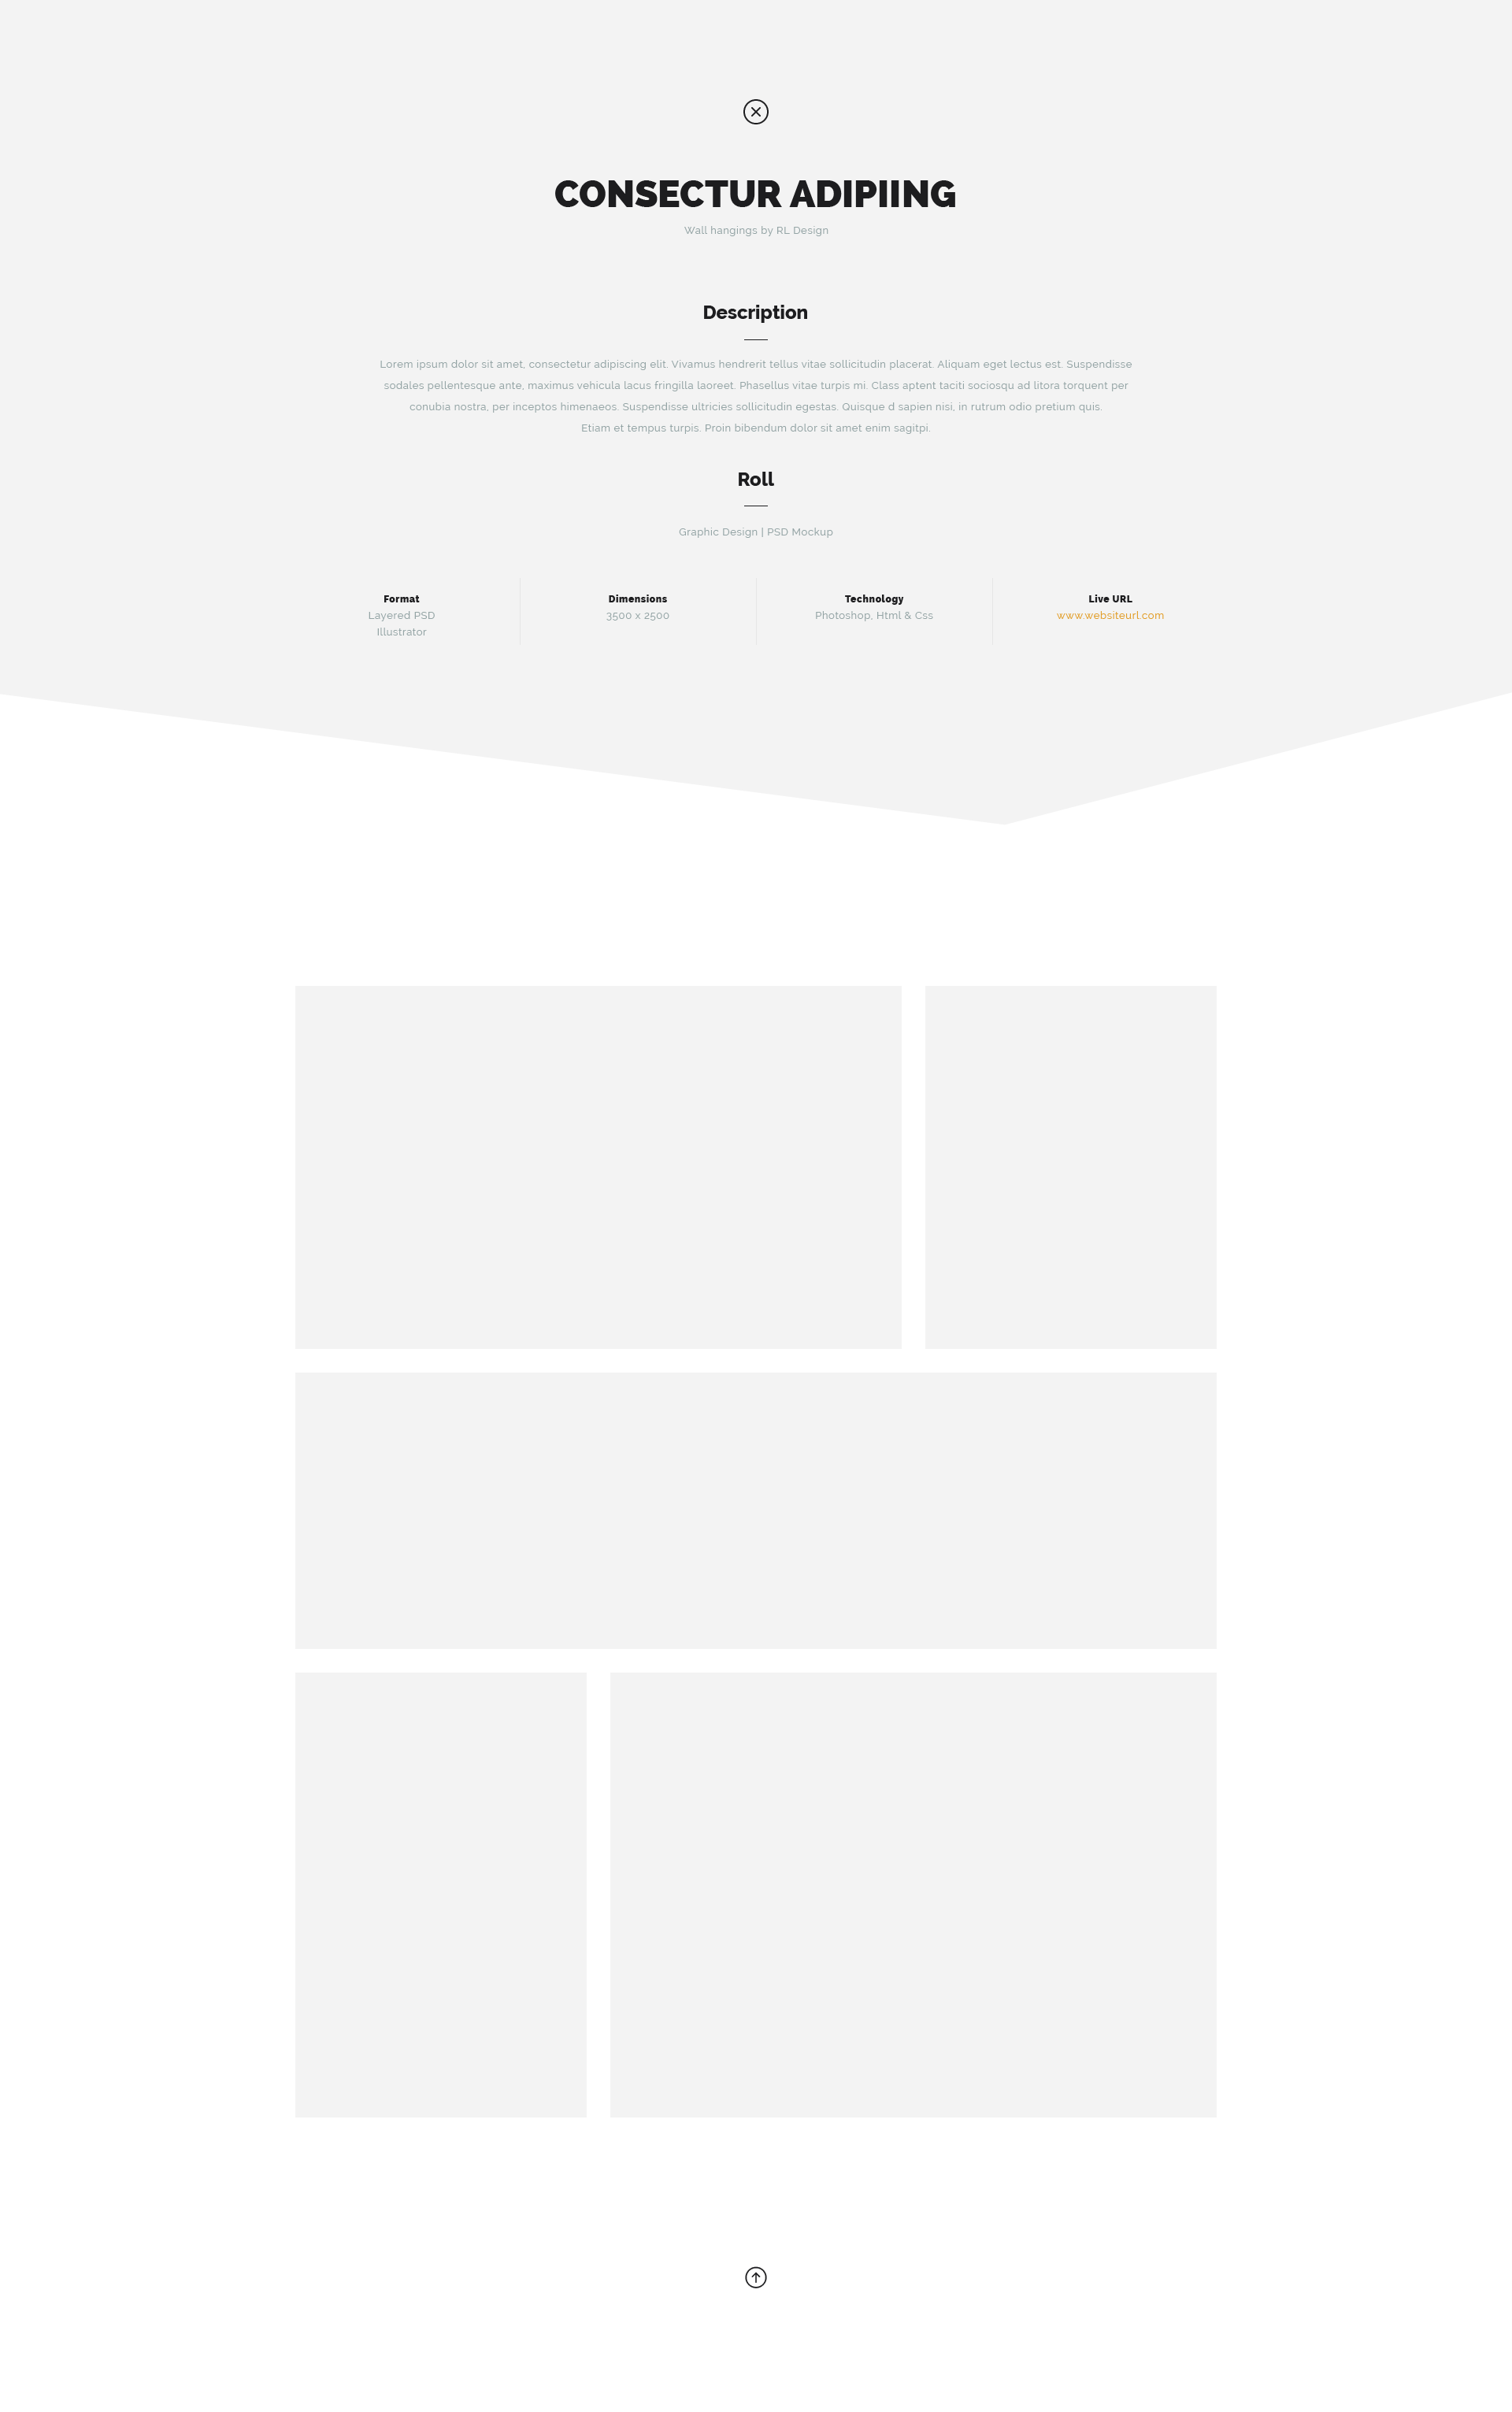 CONSECTUR ADIPIING
Wall hangings by RL Design
Description
Lorem ipsum dolor sit amet, consectetur adipiscing elit. Vivamus hendrerit tellus vitae sollicitudin placerat. Aliquam eget lectus est. Suspendisse
sodales pellentesque ante, maximus vehicula lacus fringilla laoreet. Phasellus vitae turpis mi. Class aptent taciti sociosqu ad litora torquent per
conubia nostra, per inceptos himenaeos. Suspendisse ultricies sollicitudin egestas. Quisque d sapien nisi, in rutrum odio pretium quis.
Etiam et tempus turpis. Proin bibendum dolor sit amet enim sagitpi.
Roll
Graphic Design | PSD Mockup
Format
Layered PSD
Illustrator
Dimensions
3500 x 2500
Technology
Photoshop, Html & Css
Live URL
www.websiteurl.com